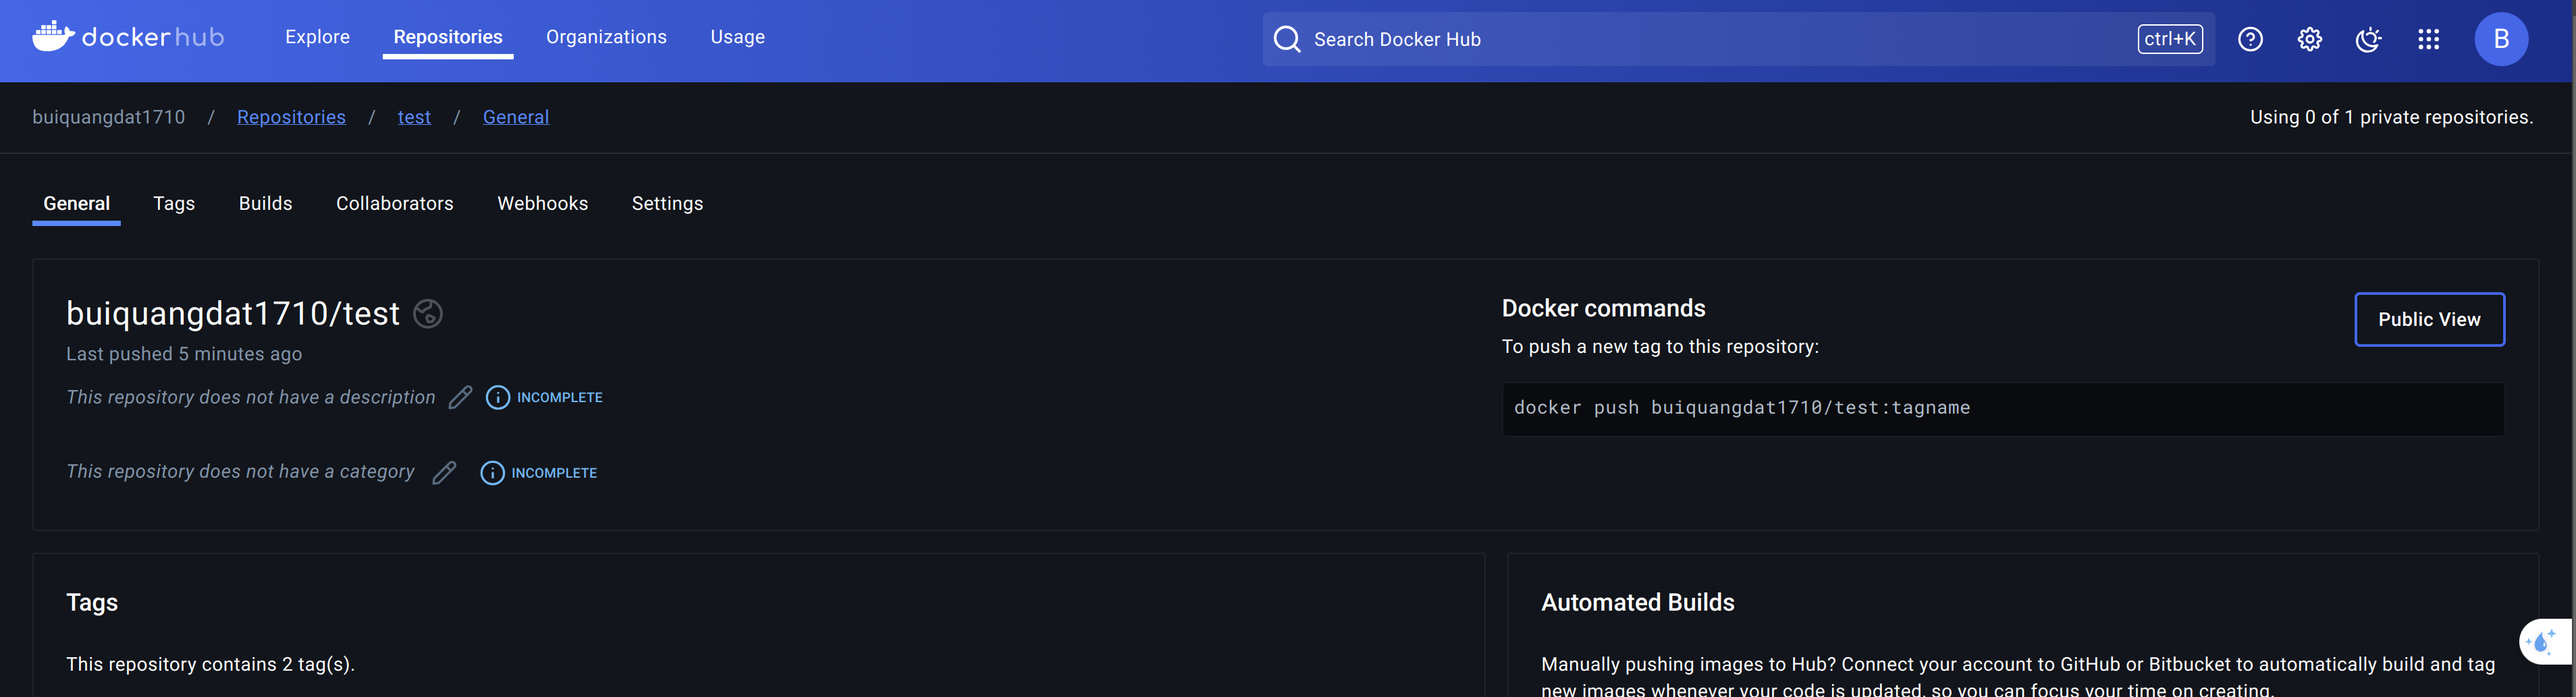 docker hub
Explore
Repositories
Organizations
Usage
Search Docker Hub
ctrl+K
B
buiquangdat1710 / Repositories / test / General
Using 0 of 1 private repositories.
General
Tags
Builds
Collaborators
Webhooks
Settings
buiquangdat1710/test
Last pushed 5 minutes ago
This repository does not have a description
INCOMPLETE
This repository does not have a category
INCOMPLETE
Docker commands
Public View
To push a new tag to this repository:
docker push buiquangdat1710/test:tagname
Tags
This repository contains 2 tag(s).
Automated Builds
Manually pushing images to Hub? Connect your account to GitHub or Bitbucket to automatically build and tag
new images whenever your code is updated, so you can focus your time on creating.